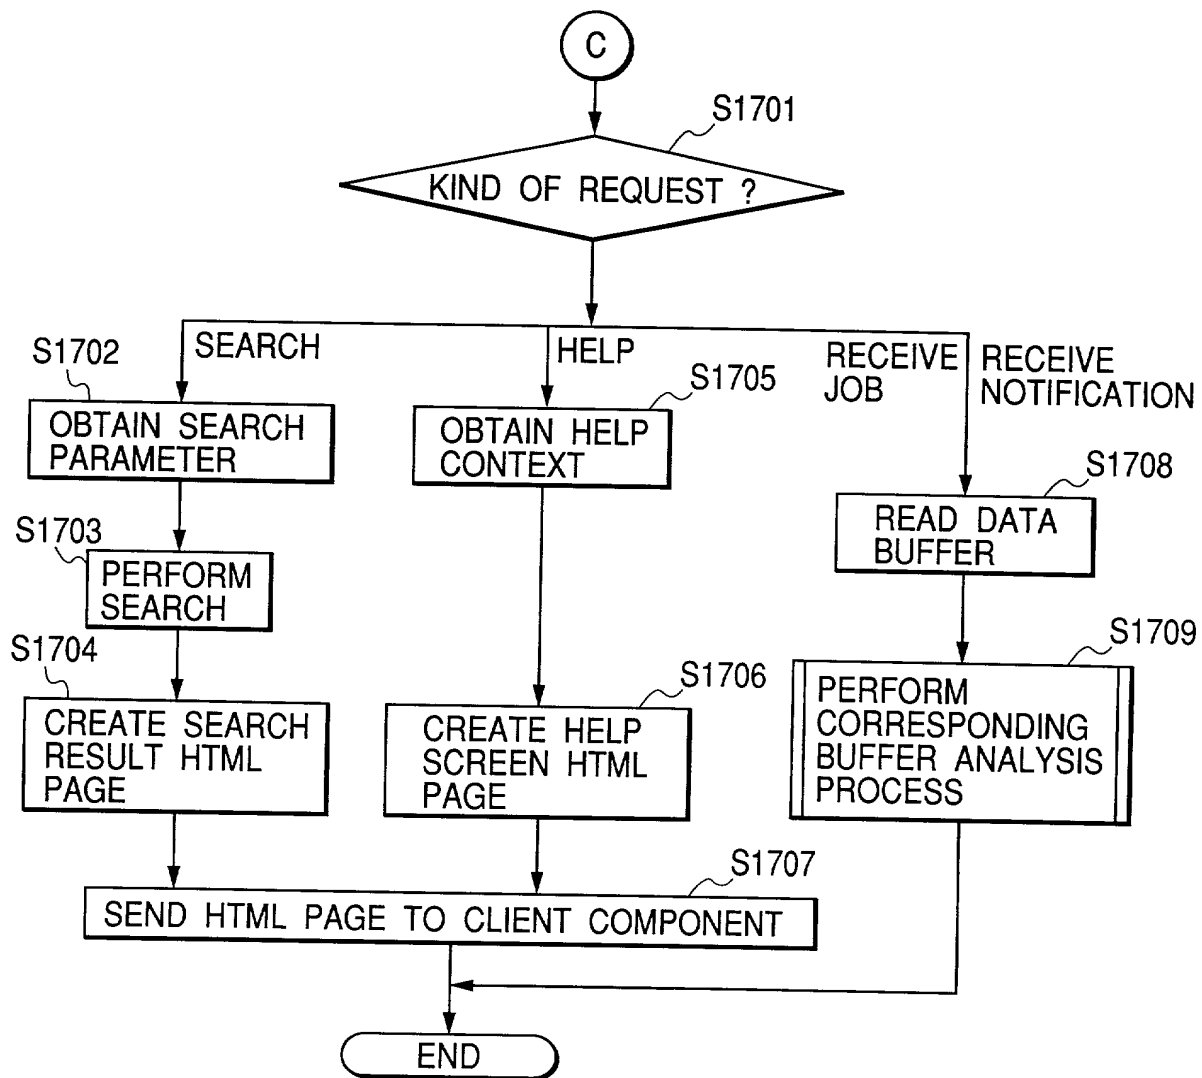 C
S1701
KIND OF REQUEST ?
SEARCH
HELP
RECEIVE
JOB
RECEIVE
NOTIFICATION
S1702
OBTAIN SEARCH
PARAMETER
S1705
OBTAIN HELP
CONTEXT
S1708
READ DATA
BUFFER
S1703
PERFORM
SEARCH
S1704
CREATE SEARCH
RESULT HTML
PAGE
S1706
CREATE HELP
SCREEN HTML
PAGE
S1709
PERFORM
CORRESPONDING
BUFFER ANALYSIS
PROCESS
S1707
SEND HTML PAGE TO CLIENT COMPONENT
END